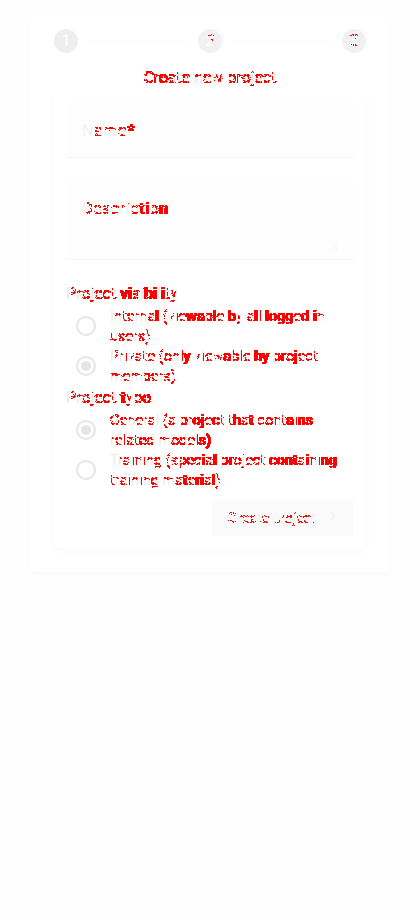 1 2 3
Create new project
Name*
Description
Project visibility
Internal (viewable by all logged in
users)
Private (only viewable by project
members)
Project type
General (a project that contains
related models)
Training (special project containing
training material)
Create project